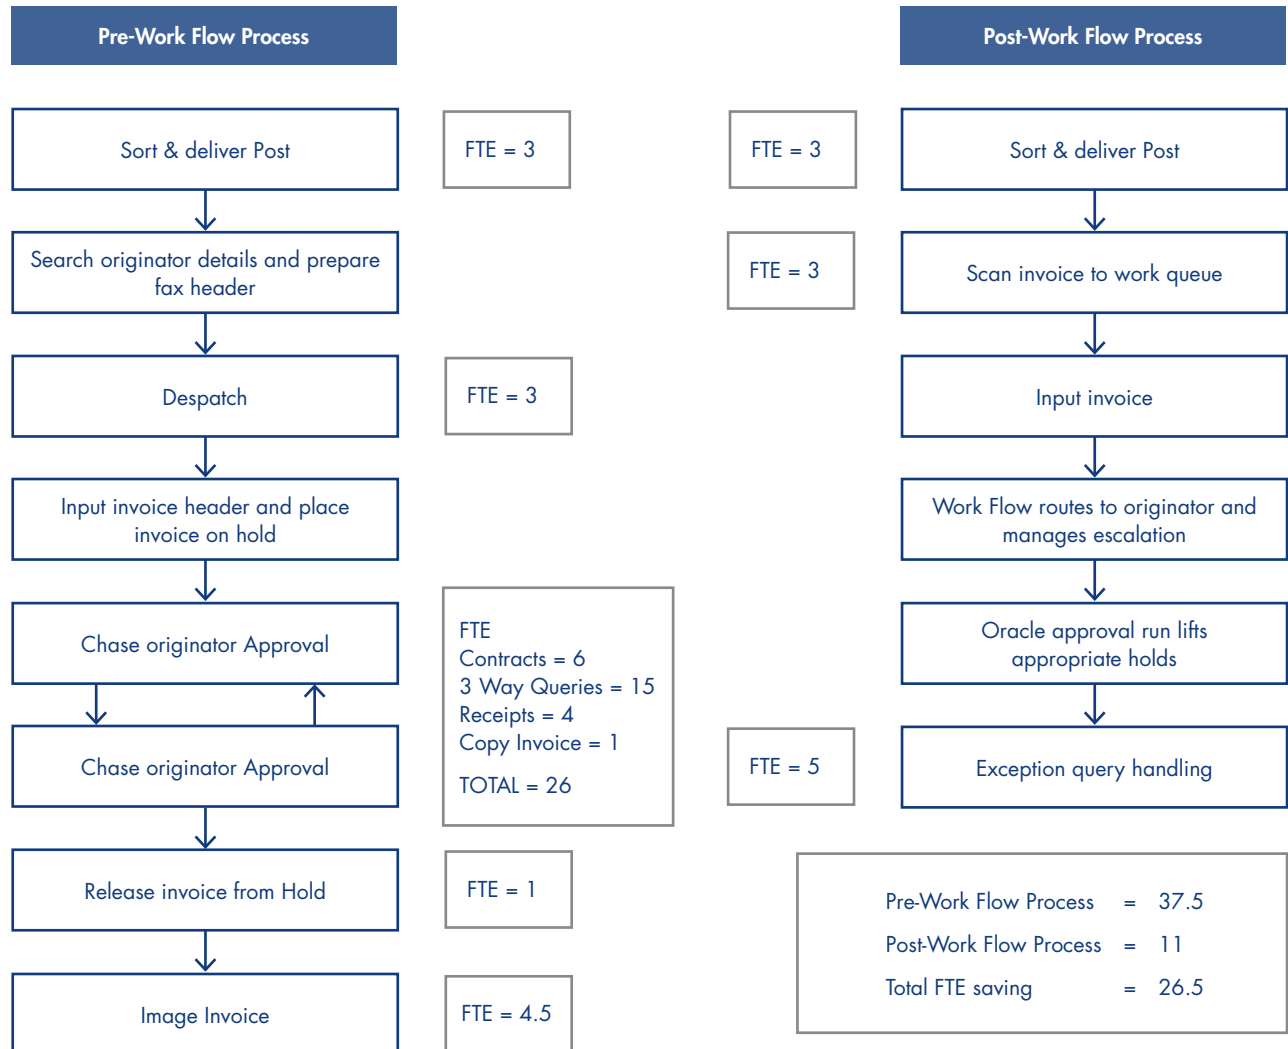 Pre-Work Flow Process
Post-Work Flow Process
Sort & deliver Post
FTE = 3
FTE = 3
Sort & deliver Post
Search originator details and prepare
fax header
FTE = 3
Scan invoice to work queue
Despatch
FTE = 3
Input invoice
Input invoice header and place
invoice on hold
Work Flow routes to originator and
manages escalation
Chase originator Approval
FTE
Contracts = 6
3 Way Queries = 15
Receipts = 4
Copy Invoice = 1
TOTAL = 26
Oracle approval run lifts
appropriate holds
Chase originator Approval
FTE = 5
Exception query handling
Release invoice from Hold
FTE = 1
Image Invoice
FTE = 4.5
Pre-Work Flow Process = 37.5
Post-Work Flow Process = 11
Total FTE saving = 26.5